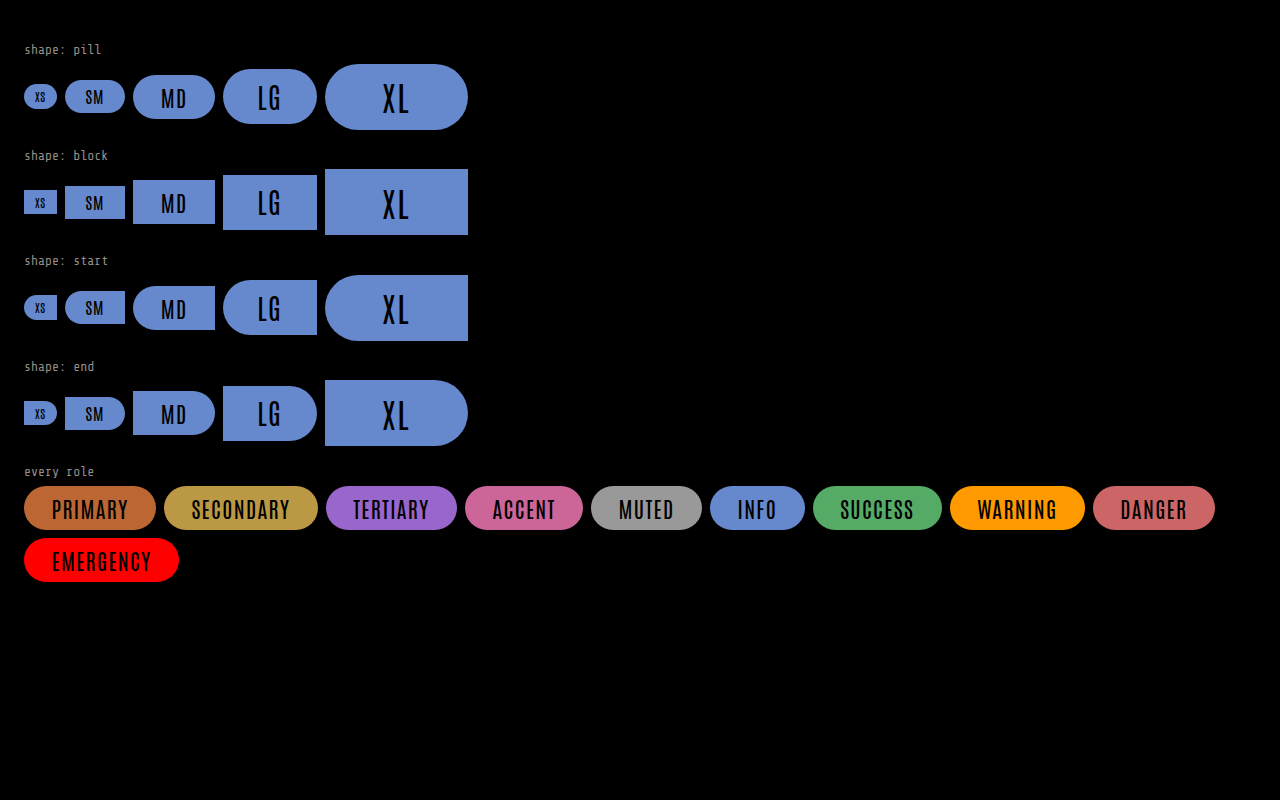 shape: pill
XS SM MD LG XL
shape: block
XS SM MD LG XL
shape: start
XS SM MD LG XL
shape: end
XS SM MD LG XL
every role
PRIMARY SECONDARY TERTIARY ACCENT MUTED INFO SUCCESS WARNING DANGER
EMERGENCY